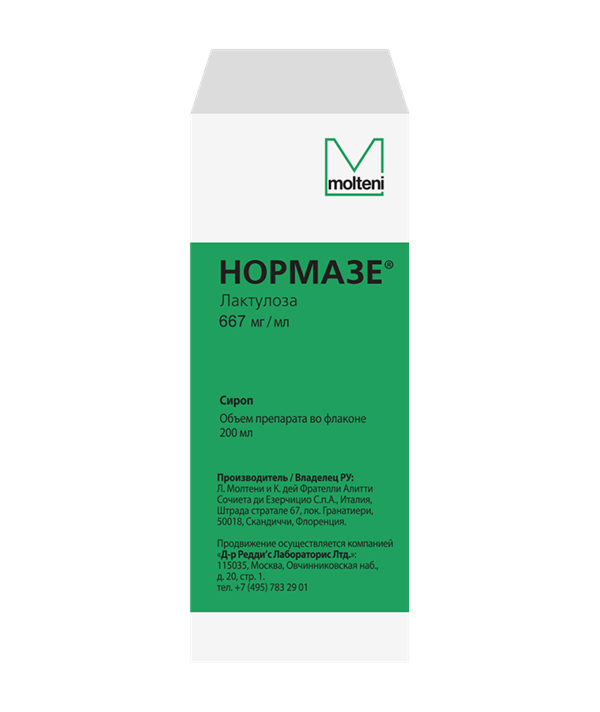 molteni
НОРМАЗЕ®
Лактулоза
667 мг/мл
Сироп
Объем препарата во флаконе
200 мл
Производитель / Владелец РУ:
Л. Молтени и К. дей Фрателли Алитти
Сочиета ди Езерчицио С.п.А., Италия,
Штрада стратале 67, лок. Гранатиери,
50018, Скандиччи, Флоренция.
Продвижение осуществляется компанией
«Д-р Редди'с Лабораторис Лтд.»:
115035, Москва, Овчинниковская наб.,
д. 20, стр. 1.
тел. +7 (495) 783 29 01